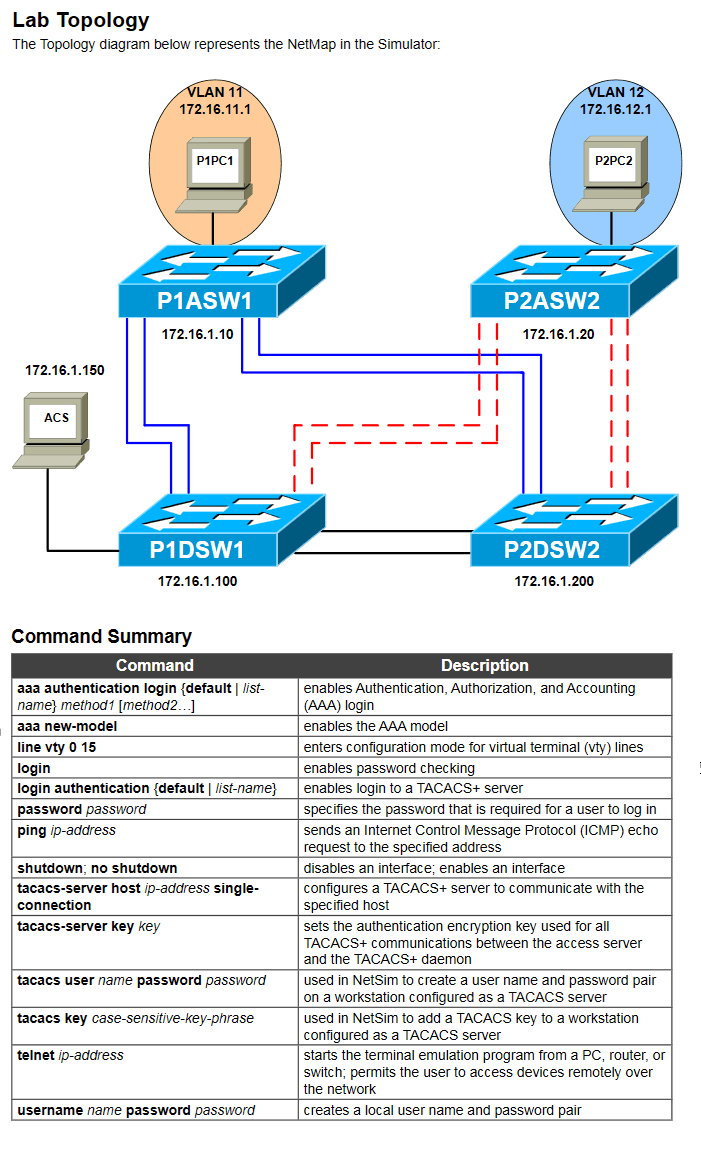 Lab Topology
The Topology diagram below represents the NetMap in the Simulator:
VLAN 11
172.16.11.1
P1PC1
VLAN 12
172.16.12.1
P2PC2
P1ASW1
172.16.1.10
P2ASW2
172.16.1.20
172.16.1.150
ACS
P1DSW1
172.16.1.100
P2DSW2
172.16.1.200
Command Summary
Command Description
aaa authentication login {default | list-
name} method1 [method2…]
enables Authentication, Authorization, and Accounting
(AAA) login
aaa new-model
enables the AAA model
line vty 0 15
enters configuration mode for virtual terminal (vty) lines
login
enables password checking
login authentication {default | list-name}
enables login to a TACACS+ server
password password
specifies the password that is required for a user to log in
ping ip-address
sends an Internet Control Message Protocol (ICMP) echo
request to the specified address
shutdown; no shutdown
disables an interface; enables an interface
tacacs-server host ip-address single-
connection
configures a TACACS+ server to communicate with the
specified host
tacacs-server key key
sets the authentication encryption key used for all
TACACS+ communications between the access server
and the TACACS+ daemon
tacacs user name password password
used in NetSim to create a user name and password pair
on a workstation configured as a TACACS server
tacacs key case-sensitive-key-phrase
used in NetSim to add a TACACS key to a workstation
configured as a TACACS server
telnet ip-address
starts the terminal emulation program from a PC, router, or
switch; permits the user to access devices remotely over
the network
username name password password
creates a local user name and password pair